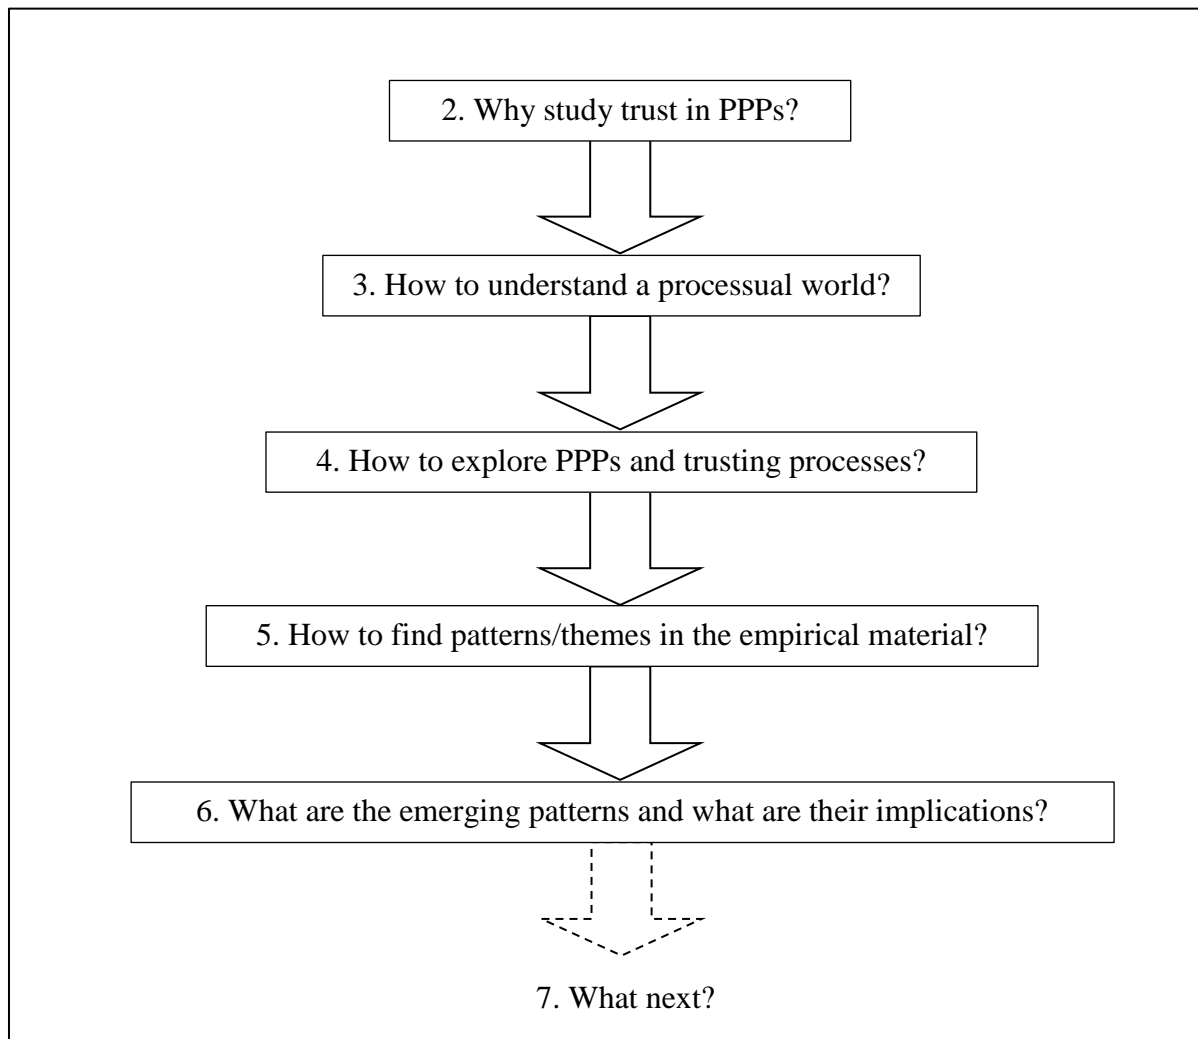 2. Why study trust in PPPs?
3. How to understand a processual world?
4. How to explore PPPs and trusting processes?
5. How to find patterns/themes in the empirical material?
6. What are the emerging patterns and what are their implications?
7. What next?